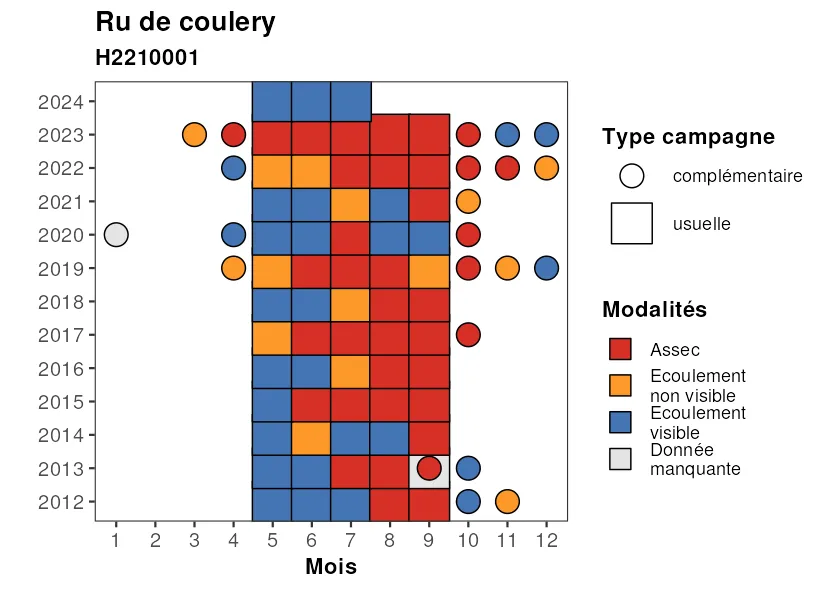 Ru de coulery
H2210001
2024
2023
2022
2021
2020
2019
2018
2017
2016
2015
2014
2013
2012
1 2 3 4 5 6 7 8 9 10 11 12
Mois
Type campagne
complémentaire
usuelle
Modalités
Assec
Ecoulement
non visible
Ecoulement
visible
Donnée
manquante